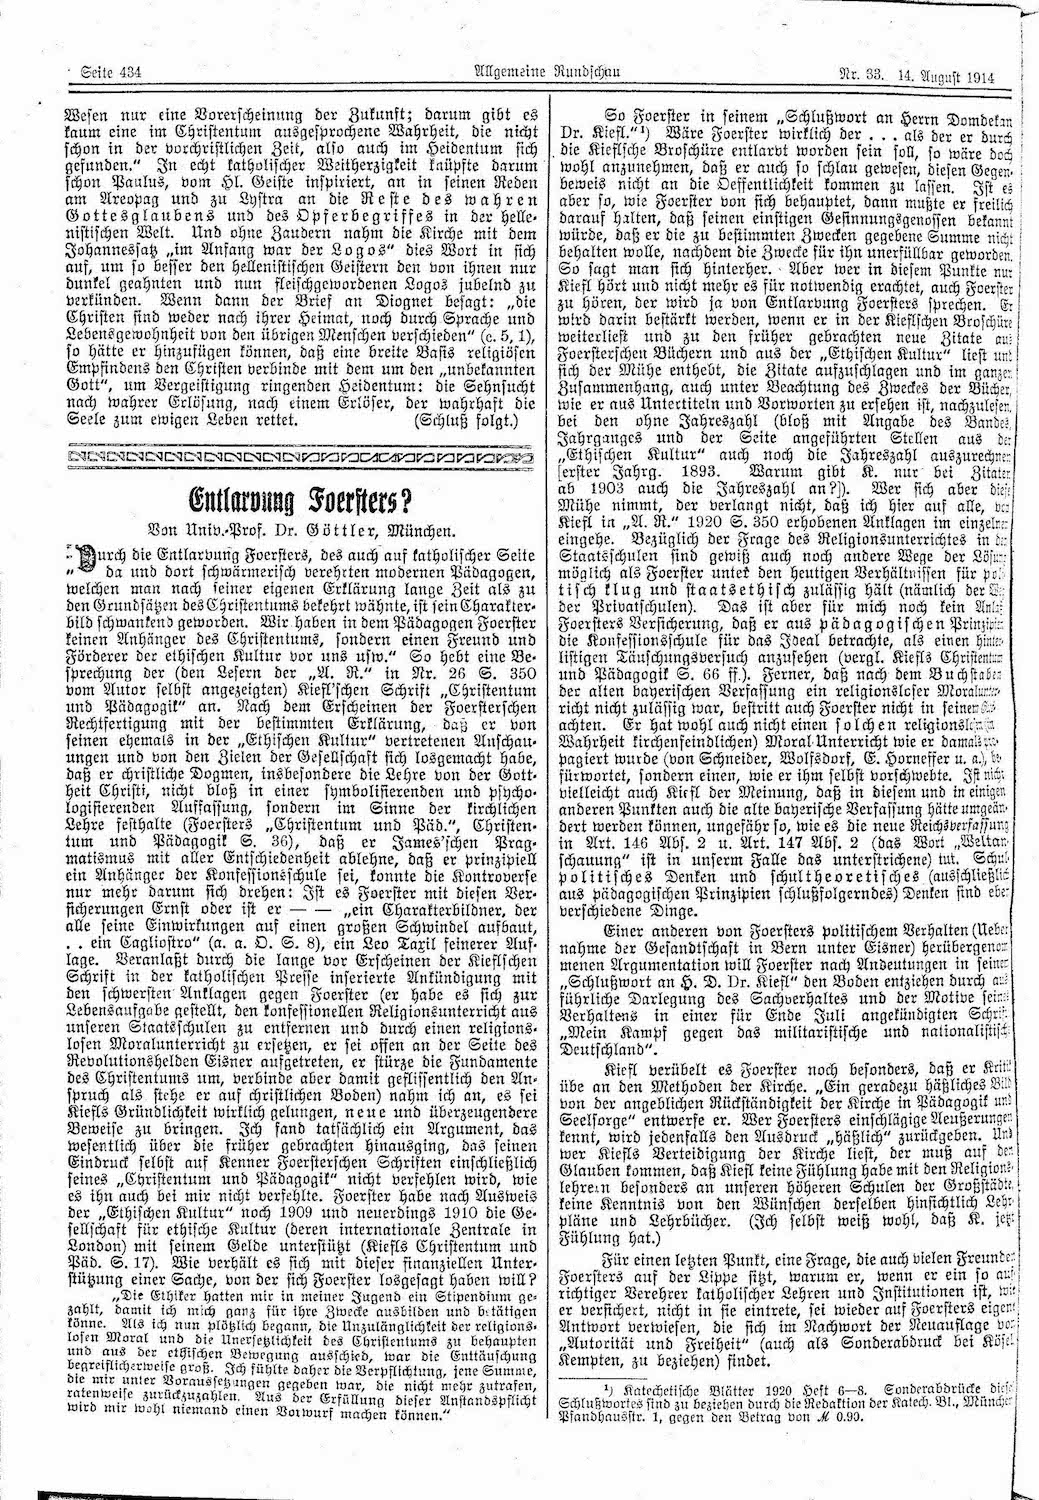 Seite 434
Allgemeine Rundschau
Nr. 33. 14. August 1914
Wesen nur eine Vorerscheinung der Zukunft; darum gibt es
kaum eine im Christentum ausgesprochene Wahrheit, die nicht
schon in der vorchristlichen Zeit, also auch im Heidentum sich
gefunden.“ In echt katholischer Weitherzigkeit knüpfte darum
schon Paulus, vom Hl. Geiste inspiriert, an in seinen Reden
am Areopag und zu Lystra an die Reste des wahren
Gottesglaubens und des Opferbegriffes in der helle-
nistischen Welt. Und ohne Zaudern nahm die Kirche mit dem
Johannessatz „im Anfang war der Logos“ dies Wort in sich
auf, um so besser den hellenistischen Geistern den von ihnen nur
dunkel geahnten und nun fleischgewordenen Logos jubelnd zu
verkünden. Wenn dann der Brief an Diognet besagt: „die
Christen sind weder nach ihrer Heimat, noch durch Sprache und
Lebensgewohnheit von den übrigen Menschen verschieden“ (c. 5, 1),
so hätte er hinzufügen können, daß eine breite Basis religiösen
Empfindens den Christen verbinde mit dem um den „unbekannten
Gott“, um Vergeistigung ringenden Heidentum: die Sehnsucht
nach wahrer Erlösung, nach einem Erlöser, der wahrhaft die
Seele zum ewigen Leben rettet. (Schluß folgt.)
Entlarvung Foersters?
Von Univ.-Prof. Dr. Göttler, München.
„Durch die Entlarvung Foersters, des auch auf katholischer Seite
da und dort schwärmerisch verehrten modernen Pädagogen,
welchen man nach seiner eigenen Erklärung lange Zeit als zu
den Grundsätzen des Christentums bekehrt wähnte, ist sein Charakter-
bild schwankend geworden. Wir haben in dem Pädagogen Foerster
keinen Anhänger des Christentums, sondern einen Freund und
Förderer der ethischen Kultur vor uns usw.“ So hebt eine Be-
sprechung der (den Lesern der „A. R.“ in Nr. 26 S. 350
vom Autor selbst angezeigten) Kiefl'schen Schrift „Christentum
und Pädagogik“ an. Nach dem Erscheinen der Foersterschen
Rechtfertigung mit der bestimmten Erklärung, daß er von
seinen ehemals in der „Ethischen Kultur“ vertretenen Anschau-
ungen und von den Zielen der Gesellschaft sich losgemacht habe,
daß er christliche Dogmen, insbesondere die Lehre von der Gott-
heit Christi, nicht bloß in einer symbolisierenden und psycho-
logisierenden Auffassung, sondern im Sinne der kirchlichen
Lehre festhalte (Foersters „Christentum und Päd.“, Christen-
tum und Pädagogik S. 36), daß er James'schen Prag-
matismus mit aller Entschiedenheit ablehne, daß er prinzipiell
ein Anhänger der Konfessionsschule sei, konnte die Kontroverse
nur mehr darum sich drehen: Ist es Foerster mit diesen Ver-
sicherungen Ernst oder ist er — — „ein Charakterbildner, der
alle seine Einwirkungen auf einen großen Schwindel aufbaut,
. . ein Cagliostro“ (a. a. O. S. 8), ein Leo Taxil feinerer Auf-
lage. Veranlaßt durch die lange vor Erscheinen der Kieflschen
Schrift in der katholischen Presse inserierte Ankündigung mit
den schwersten Anklagen gegen Foerster (er habe es sich zur
Lebensaufgabe gestellt, den konfessionellen Religionsunterricht aus
unseren Staatsschulen zu entfernen und durch einen religions-
losen Moralunterricht zu ersetzen, er sei offen an der Seite des
Revolutionshelden Eisner aufgetreten, er stürze die Fundamente
des Christentums um, verbinde aber damit geflissentlich den An-
spruch als stehe er auf christlichen Boden) nahm ich an, es sei
Kiefls Gründlichkeit wirklich gelungen, neue und überzeugendere
Beweise zu bringen. Ich fand tatsächlich ein Argument, das
wesentlich über die früher gebrachten hinausging, das seinen
Eindruck selbst auf Kenner Foersterschen Schriften einschließlich
seines „Christentum und Pädagogik“ nicht verfehlen wird, wie
es ihn auch bei mir nicht verfehlte. Foerster habe nach Ausweis
der „Ethischen Kultur“ noch 1909 und neuerdings 1910 die Ge-
sellschaft für ethische Kultur (deren internationale Zentrale in
London) mit seinem Gelde unterstützt (Kiefls Christentum und
Päd. S. 17). Wie verhält es sich mit dieser finanziellen Unter-
stützung einer Sache, von der sich Foerster losgesagt haben will?
„Die Ethiker hatten mir in meiner Jugend ein Stipendium ge-
zahlt, damit ich mich ganz für ihre Zwecke ausbilden und betätigen
könne. Als ich nun plötzlich begann, die Unzulänglichkeit der religions-
losen Moral und die Unersetzlichkeit des Christentums zu behaupten
und aus der ethischen Bewegung ausschied, war die Enttäuschung
begreiflicherweise groß. Ich fühlte daher die Verpflichtung, jene Summe,
die mir unter Voraussetzungen gegeben war, die nicht mehr zutrafen,
ratenweise zurückzuzahlen. Aus der Erfüllung dieser Anstandspflicht
wird mir wohl niemand einen Vorwurf machen können.“
So Foerster in seinem „Schlußwort an Herrn Domdekan
Dr. Kiefl.“¹) Wäre Foerster wirklich der . . . als der er durch
die Kieflsche Broschüre entlarvt worden sein soll, so wäre doch
wohl anzunehmen, daß er auch so schlau gewesen, diesen Gegen-
beweis nicht an die Oeffentlichkeit kommen zu lassen. Ist es
aber so, wie Foerster von sich behauptet, dann mußte er freilich
darauf halten, daß seinen einstigen Gesinnungsgenossen bekannt
würde, daß er die zu bestimmten Zwecken gegebene Summe nicht
behalten wolle, nachdem die Zwecke für ihn unerfüllbar geworden.
So sagt man sich hinterher. Aber wer in diesem Punkte nur
Kiefl hört und nicht mehr es für notwendig erachtet, auch Foerster
zu hören, der wird ja von Entlarvung Foersters sprechen. Er
wird darin bestärkt werden, wenn er in der Kieflschen Broschüre
weiterliest und zu den früher gebrachten neue Zitate aus
Foersterschen Büchern und aus der „Ethischen Kultur“ liest und
sich der Mühe enthebt, die Zitate aufzuschlagen und im ganzen
Zusammenhang, auch unter Beachtung des Zweckes der Bücher,
wie er aus Untertiteln und Vorworten zu ersehen ist, nachzulesen,
bei den ohne Jahreszahl (bloß mit Angabe des Bandes,
Jahrganges und der Seite angeführten Stellen aus der
„Ethischen Kultur“ auch noch die Jahreszahl auszurechnen
[erster Jahrg. 1893. Warum gibt K. nur bei Zitaten
ab 1903 auch die Jahreszahl an?]). Wer sich aber diese
Mühe nimmt, der verlangt nicht, daß ich hier auf alle, von
Kiefl in „A. R.“ 1920 S. 350 erhobenen Anklagen im einzelnen
eingehe. Bezüglich der Frage des Religionsunterrichtes in den
Staatsschulen sind gewiß auch noch andere Wege der Lösung
möglich als Foerster untek den heutigen Verhältnissen für poli-
tisch klug und staatsethisch zulässig hält (nämlich der
der Privatschulen). Das ist aber für mich noch kein Anlaß
Foersters Versicherung, daß er aus pädagogischen Prinzipien
die Konfessionsschule für das Ideal betrachte, als einen hinter-
listigen Täuschungsversuch anzusehen (vergl. Kiefls Christentum
und Pädagogik S. 66 ff.). Ferner, daß nach dem Buchstaben
der alten bayerischen Verfassung ein religionsloser Moralunter-
richt nicht zulässig war, bestritt auch Foerster nicht in seinen
achten. Er hat wohl auch nicht einen solchen religionslosen (in
Wahrheit kirchenfeindlichen) Moral-Unterricht wie er damals pro-
pagiert wurde (von Schneider, Wolfsdorf, E. Horneffer u. a.), be-
fürwortet, sondern einen, wie er ihm selbst vorschwebte. Ist nicht
vielleicht auch Kiefl der Meinung, daß in diesem und in einigen
anderen Punkten auch die alte bayerische Verfassung hätte umgeän-
dert werden können, ungefähr so, wie es die neue Reichsverfassung
in Art. 146 Abs. 2 u. Art. 147 Abs. 2 (das Wort „Weltan-
schauung“ ist in unserm Falle das unterstrichene) tut. Schul-
politisches Denken und schultheoretisches (ausschließlich
aus pädagogischen Prinzipien schlußfolgerndes) Denken sind eben
verschiedene Dinge.
Einer anderen von Foersters politischem Verhalten (Ueber-
nahme der Gesandtschaft in Bern unter Eisner) herübergenom-
menen Argumentation will Foerster nach Andeutungen in seinem
„Schlußwort an H. D. Dr. Kiefl“ den Boden entziehen durch aus-
führliche Darlegung des Sachverhaltes und der Motive seines
Verhaltens in einer für Ende Juli angekündigten Schrift
„Mein Kampf gegen das militaristische und nationalistische
Deutschland“.
Kiefl verübelt es Foerster noch besonders, daß er Kritik
übe an den Methoden der Kirche. „Ein geradezu häßliches Bild
von der angeblichen Rückständigkeit der Kirche in Pädagogik und
Seelsorge“ entwerfe er. Wer Foersters einschlägige Aeußerungen
kennt, wird jedenfalls den Ausdruck „häßlich“ zurückgeben. Und
wer Kiefls Verteidigung der Kirche liest, der muß auf den
Glauben kommen, daß Kiefl keine Fühlung habe mit den Religions-
lehrern besonders an unseren höheren Schulen der Großstädte,
keine Kenntnis von den Wünschen derselben hinsichtlich Lehr-
pläne und Lehrbücher. (Ich selbst weiß wohl, daß K. jetzt
Fühlung hat.)
Für einen letzten Punkt, eine Frage, die auch vielen Freunden
Foersters auf der Lippe sitzt, warum er, wenn er ein so auf-
richtiger Verehrer katholischer Lehren und Institutionen ist, wie
er versichert, nicht in sie eintrete, sei wieder auf Foersters eigene
Antwort verwiesen, die sich im Nachwort der Neuauflage von
„Autorität und Freiheit“ (auch als Sonderabdruck bei Kösel
Kempten, zu beziehen) findet.
¹) Katechetische Blätter 1920 Heft 6—8. Sonderabdrücke dieses
Schlußwortes sind zu beziehen durch die Redaktion der Katech. Bl., München
Pfandhausstr. 1, gegen den Betrag von ℳ 0.90.